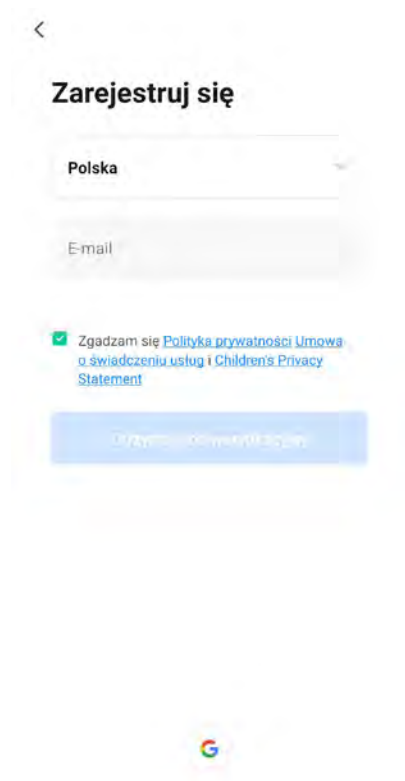 Zarejestruj się
Polska
E-mail
Zgadzam się Polityka prywatności Umowa
o świadczeniu usług i Children's Privacy
Statement